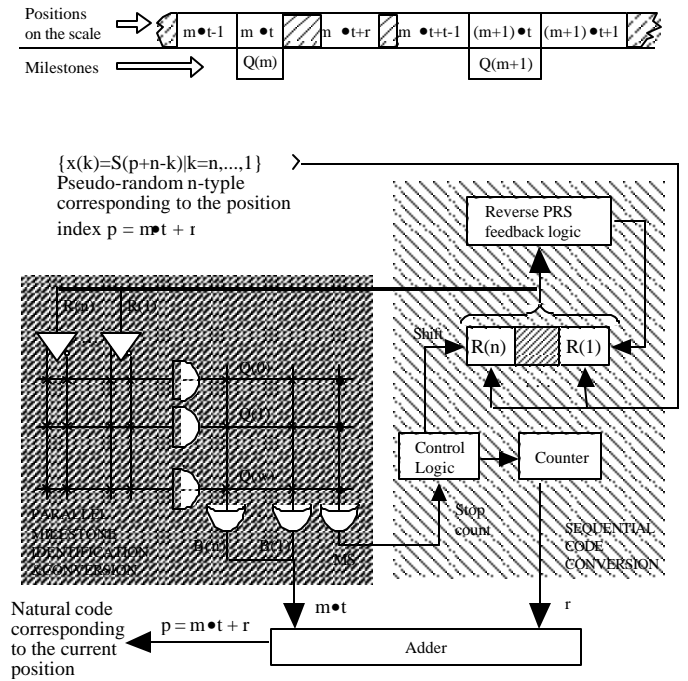 Positions
on the scale
m●t-1
m ●t
m ●t+r
m ●t+t-1
(m+1)●t
(m+1)●t+1
Milestones
Q(m)
Q(m+1)
{x(k)=S(p+n-k)|k=n,...,1}
Pseudo-random n-typle
corresponding to the position
index p = m●t + r
Reverse PRS
feedback logic
R(n)
R(1)
Shift
R(n)
R(1)
Q(0)
Q(1)
Q(w)
Control
Logic
Counter
Stop
count
PARALLEL
MILESTONE
IDENTIFICATION
&CONVERSION
B(n)
B(1)
MS
SEQUENTIAL
CODE
CONVERSION
m●t
r
Natural code
corresponding
to the current
position
p = m●t + r
Adder